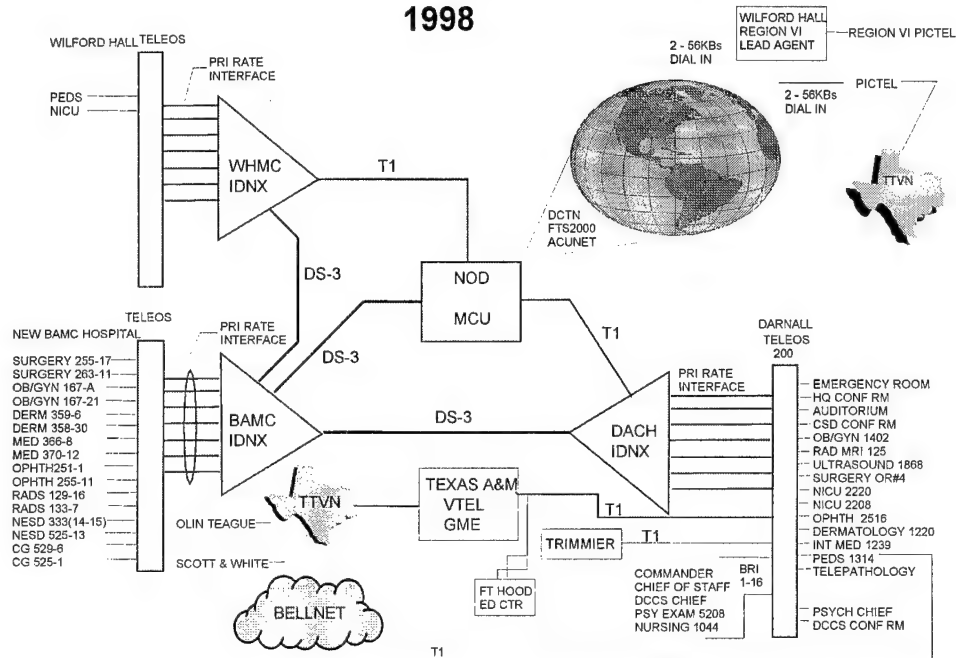 1998
WILFORD HALL
TELEOS
PRI RATE
INTERFACE
PEDS
NICU
WHMC
IDNX
T1
2 - 56KBs
DIAL IN
WILFORD HALL
REGION VI
LEAD AGENT
REGION VI PICTEL
2 - 56KBs
DIAL IN
PICTEL
TTVN
DCTN
FTS2000
ACUNET
DS-3
NOD
MCU
DS-3
T1
TELEOS
NEW BAMC HOSPITAL
PRI RATE
INTERFACE
SURGERY 255-17
SURGERY 263-11
OB/GYN 167-A
OB/GYN 167-21
DERM 359-6
DERM 358-30
MED 366-8
MED 370-12
OPHTH251-1
OPHTH 255-11
RADS 129-16
RADS 133-7
NESD 333(14-15)
NESD 525-13
CG 529-6
CG 525-1
BAMC
IDNX
DS-3
DACH
IDNX
PRI RATE
INTERFACE
DARNALL
TELEOS
200
EMERGENCY ROOM
HQ CONF RM
AUDITORIUM
CSD CONF RM
OB/GYN 1402
RAD MRI 125
ULTRASOUND 1868
SURGERY OR#4
NICU 2220
NICU 2208
OPHTH 2516
DERMATOLOGY 1220
INT MED 1239
PEDS 1314
TELEPATHOLOGY
PSYCH CHIEF
DCCS CONF RM
TTVN
OLIN TEAGUE
SCOTT & WHITE
TEXAS A&M
VTEL
GME
T1
TRIMMIER
T1
FT HOOD
ED CTR
BRI
1-16
COMMANDER
CHIEF OF STAFF
DCCS CHIEF
PSY EXAM 5208
NURSING 1044
BELLNET
T1